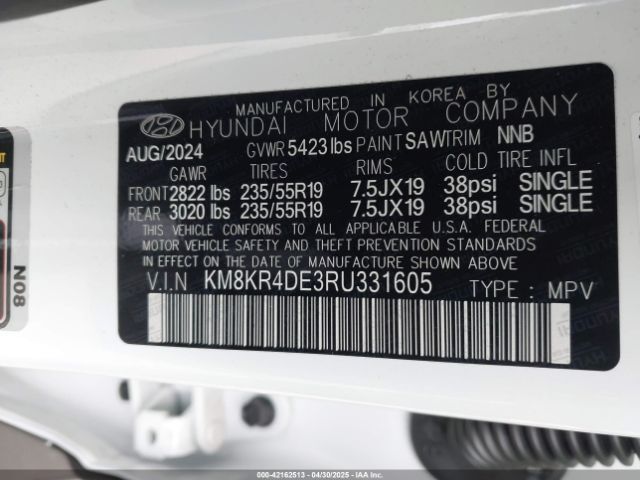 MANUFACTURED IN KOREA BY
HYUNDAI MOTOR COMPANY
AUG/2024 GVWR 5423 lbs PAINT SAW TRIM NNB
GAWR TIRES RIMS COLD TIRE INFL
FRONT 2822 lbs 235/55R19 7.5JX19 38psi SINGLE
REAR 3020 lbs 235/55R19 7.5JX19 38psi SINGLE
THIS VEHICLE CONFORMS TO ALL APPLICABLE U.S.A. FEDERAL
MOTOR VEHICLE SAFETY AND THEFT PREVENTION STANDARDS
IN EFFECT ON THE DATE OF MANUFACTURE SHOWN ABOVE
V.I.N KM8KR4DE3RU331605 TYPE : MPV
N08
000-42162513 - 04/30/2025 - IAAI.COM